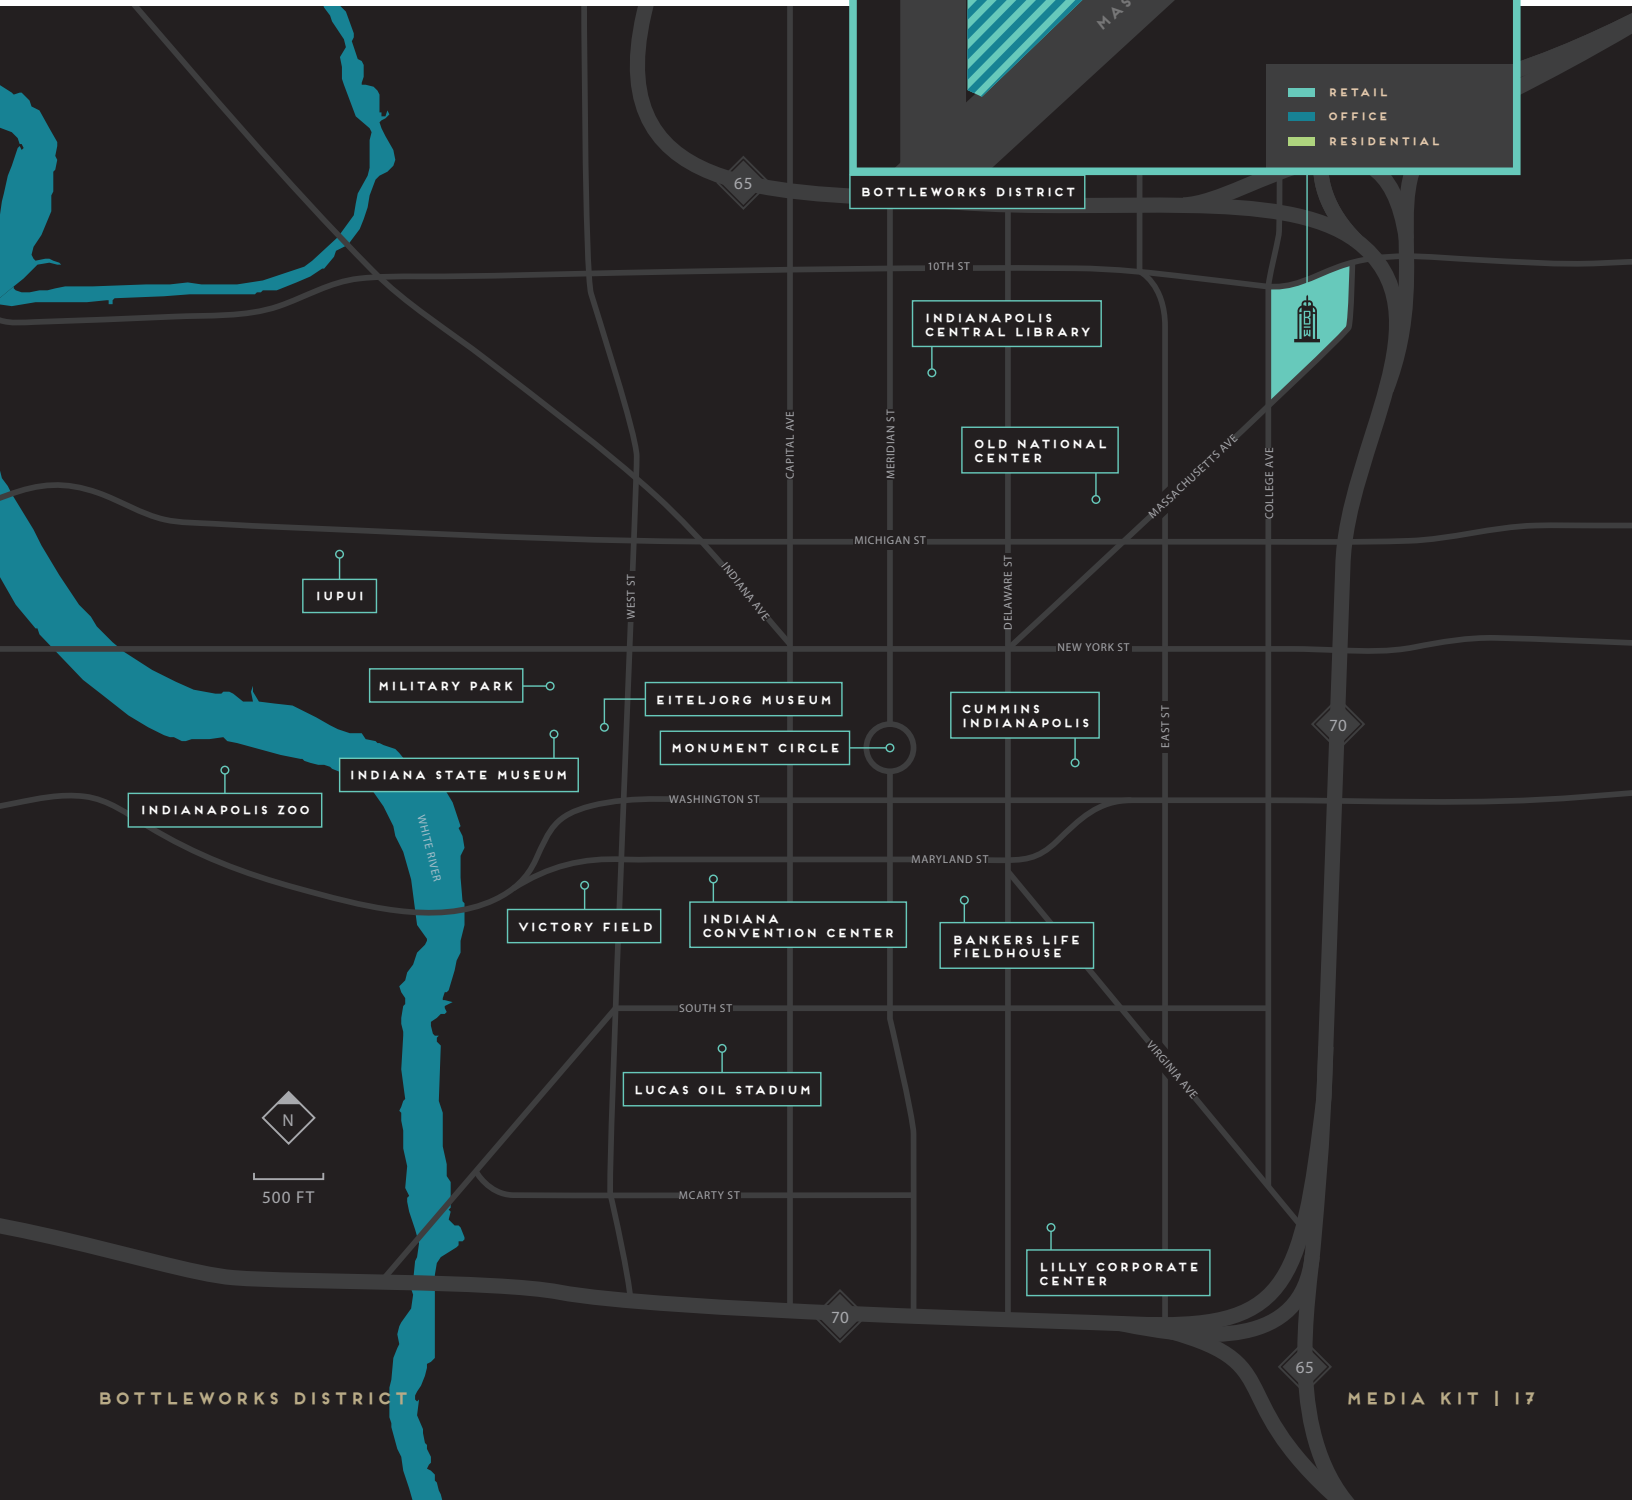 MAS
RETAIL
OFFICE
RESIDENTIAL
65
BOTTLEWORKS DISTRICT
10TH ST
INDIANAPOLIS
CENTRAL LIBRARY
CAPITAL AVE
MERIDIAN ST
OLD NATIONAL
CENTER
MASSACHUSETTS AVE
COLLEGE AVE
MICHIGAN ST
IUPUI
WEST ST
INDIANA AVE
DELAWARE ST
NEW YORK ST
MILITARY PARK
EITELJORG MUSEUM
CUMMINS
INDIANAPOLIS
EAST ST
70
MONUMENT CIRCLE
INDIANA STATE MUSEUM
INDIANAPOLIS ZOO
WASHINGTON ST
WHITE RIVER
MARYLAND ST
VICTORY FIELD
INDIANA
CONVENTION CENTER
BANKERS LIFE
FIELDHOUSE
SOUTH ST
VIRGINIA AVE
LUCAS OIL STADIUM
N
500 FT
MCARTY ST
LILLY CORPORATE
CENTER
70
65
BOTTLEWORKS DISTRICT
MEDIA KIT | 17